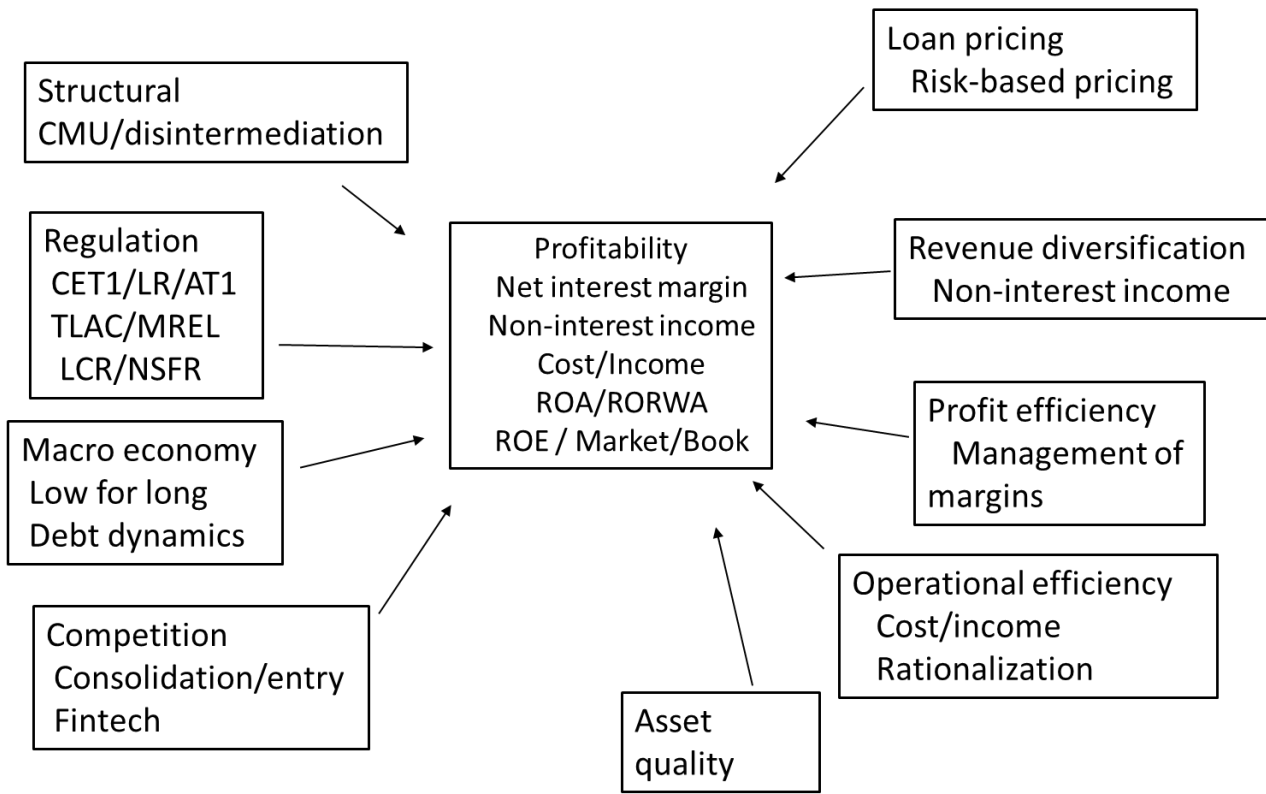 Structural
CMU/disintermediation
Regulation
CET1/LR/AT1
TLAC/MREL
LCR/NSFR
Macro economy
Low for long
Debt dynamics
Competition
Consolidation/entry
Fintech
Profitability
Net interest margin
Non-interest income
Cost/Income
ROA/RORWA
ROE / Market/Book
Loan pricing
Risk-based pricing
Revenue diversification
Non-interest income
Profit efficiency
Management of
margins
Operational efficiency
Cost/income
Rationalization
Asset
quality